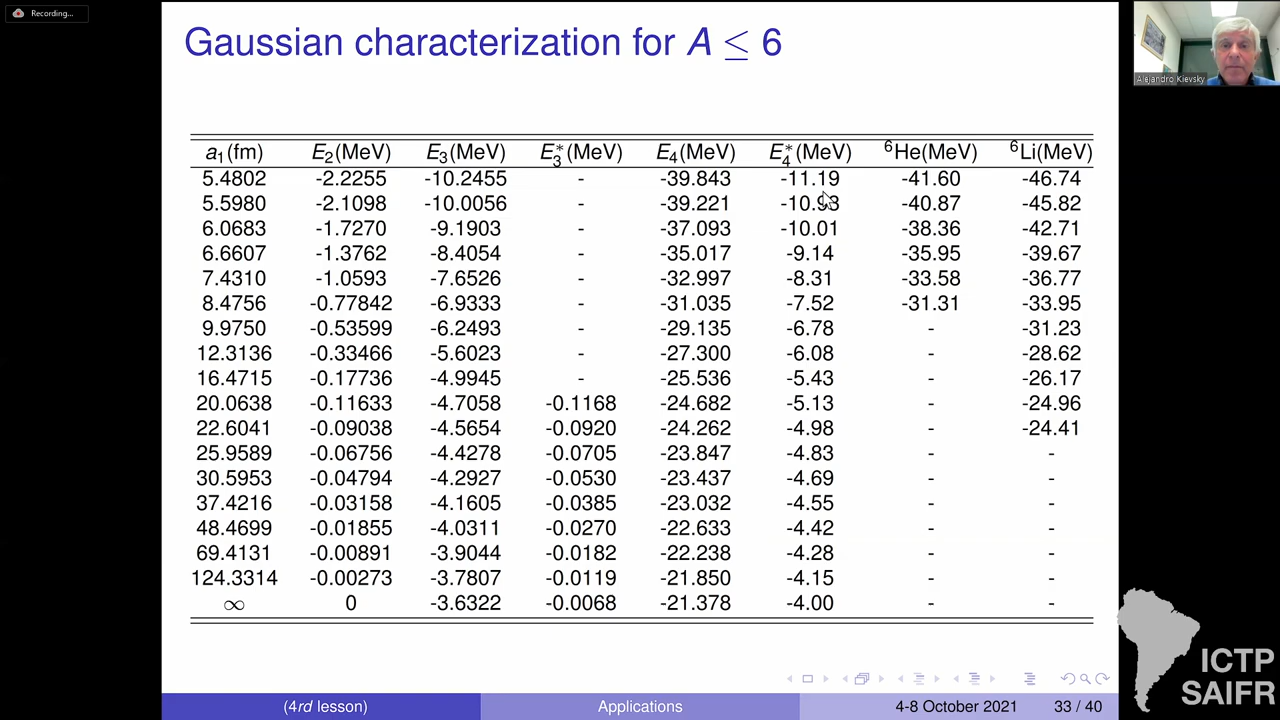 Recording...
Gaussian characterization for A ≤ 6
Alejandro Kievsky
a₁(fm) E₂(MeV) E₃(MeV) E₃*(MeV) E₄(MeV) E₄*(MeV) ⁶He(MeV) ⁶Li(MeV)
5.4802 -2.2255 -10.2455 - -39.843 -11.19 -41.60 -46.74
5.5980 -2.1098 -10.0056 - -39.221 -10.93 -40.87 -45.82
6.0683 -1.7270 -9.1903 - -37.093 -10.01 -38.36 -42.71
6.6607 -1.3762 -8.4054 - -35.017 -9.14 -35.95 -39.67
7.4310 -1.0593 -7.6526 - -32.997 -8.31 -33.58 -36.77
8.4756 -0.77842 -6.9333 - -31.035 -7.52 -31.31 -33.95
9.9750 -0.53599 -6.2493 - -29.135 -6.78 - -31.23
12.3136 -0.33466 -5.6023 - -27.300 -6.08 - -28.62
16.4715 -0.17736 -4.9945 - -25.536 -5.43 - -26.17
20.0638 -0.11633 -4.7058 -0.1168 -24.682 -5.13 - -24.96
22.6041 -0.09038 -4.5654 -0.0920 -24.262 -4.98 - -24.41
25.9589 -0.06756 -4.4278 -0.0705 -23.847 -4.83 - -
30.5953 -0.04794 -4.2927 -0.0530 -23.437 -4.69 - -
37.4216 -0.03158 -4.1605 -0.0385 -23.032 -4.55 - -
48.4699 -0.01855 -4.0311 -0.0270 -22.633 -4.42 - -
69.4131 -0.00891 -3.9044 -0.0182 -22.238 -4.28 - -
124.3314 -0.00273 -3.7807 -0.0119 -21.850 -4.15 - -
∞ 0 -3.6322 -0.0068 -21.378 -4.00 - -
ICTP
SAIFR
(4rd lesson) Applications 4-8 October 2021 33 / 40